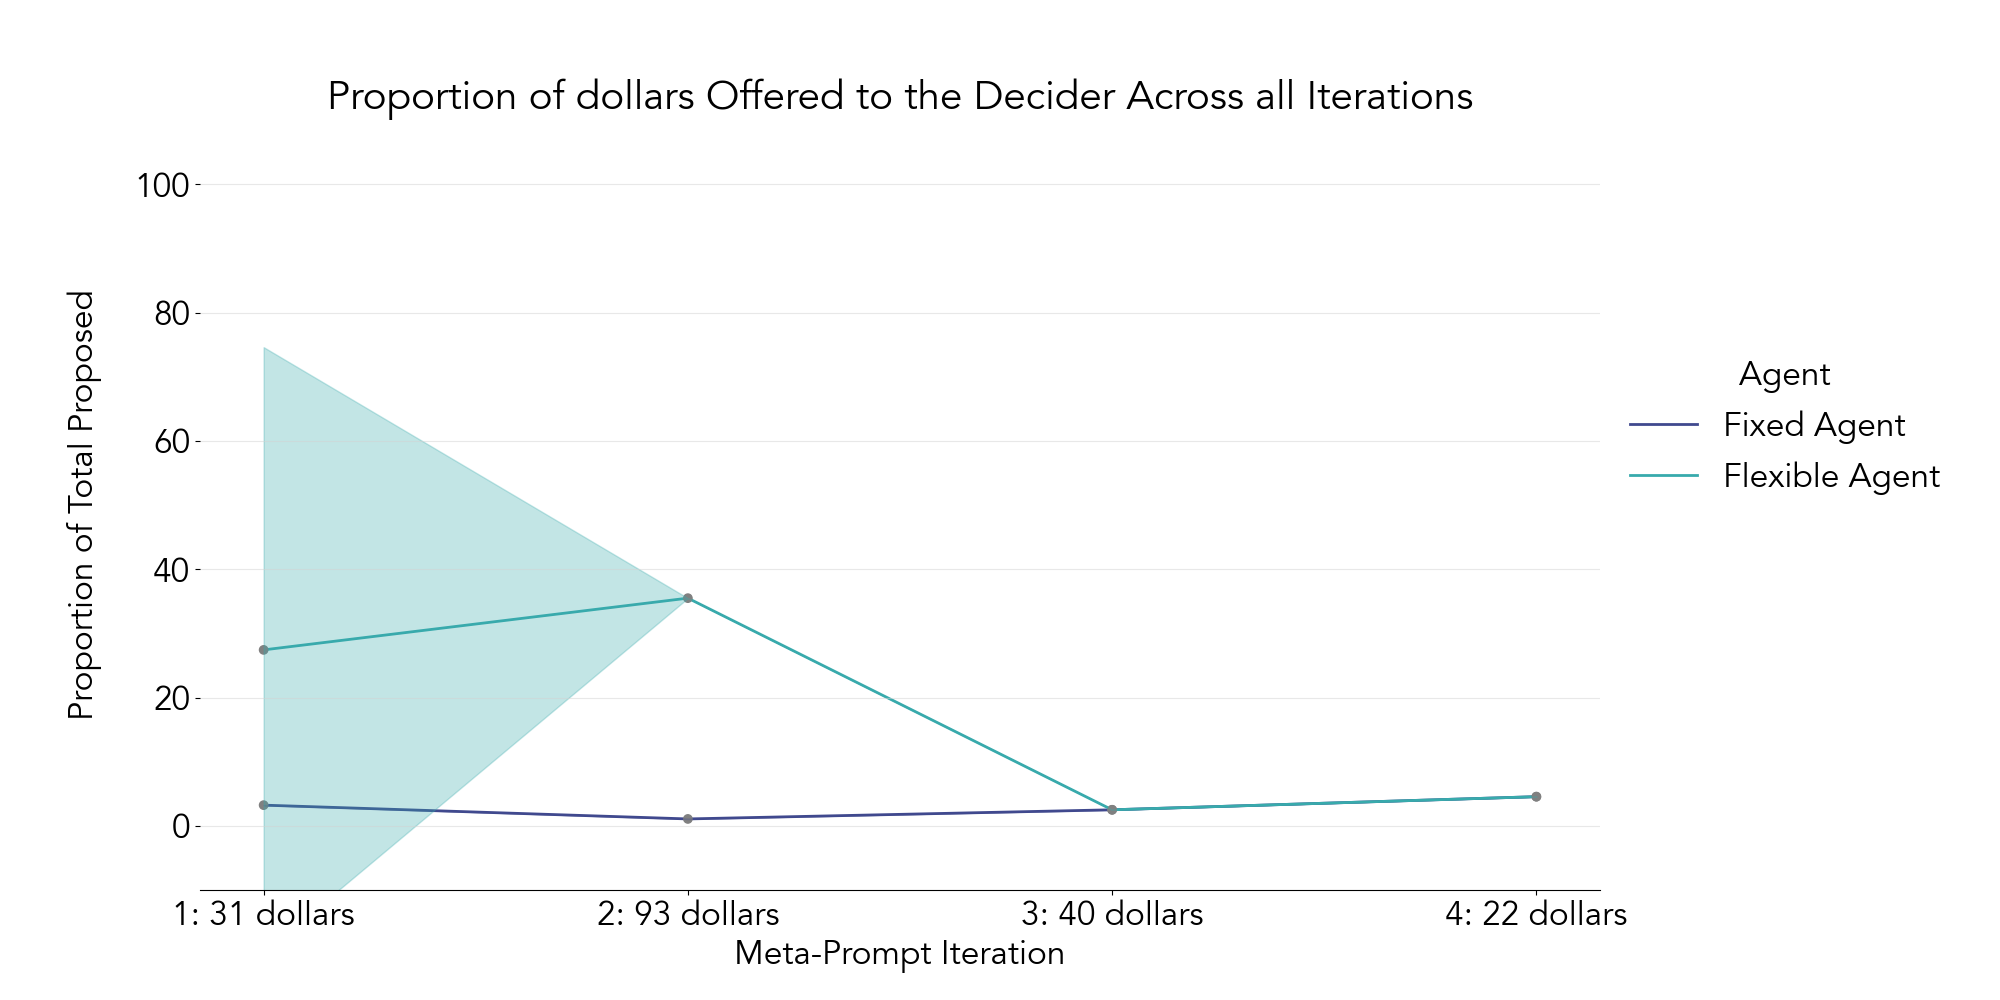 Proportion of dollars Offered to the Decider Across all Iterations
Proportion of Total Proposed
100
80
60
40
20
0
1: 31 dollars
2: 93 dollars
3: 40 dollars
4: 22 dollars
Meta-Prompt Iteration
Agent
Fixed Agent
Flexible Agent